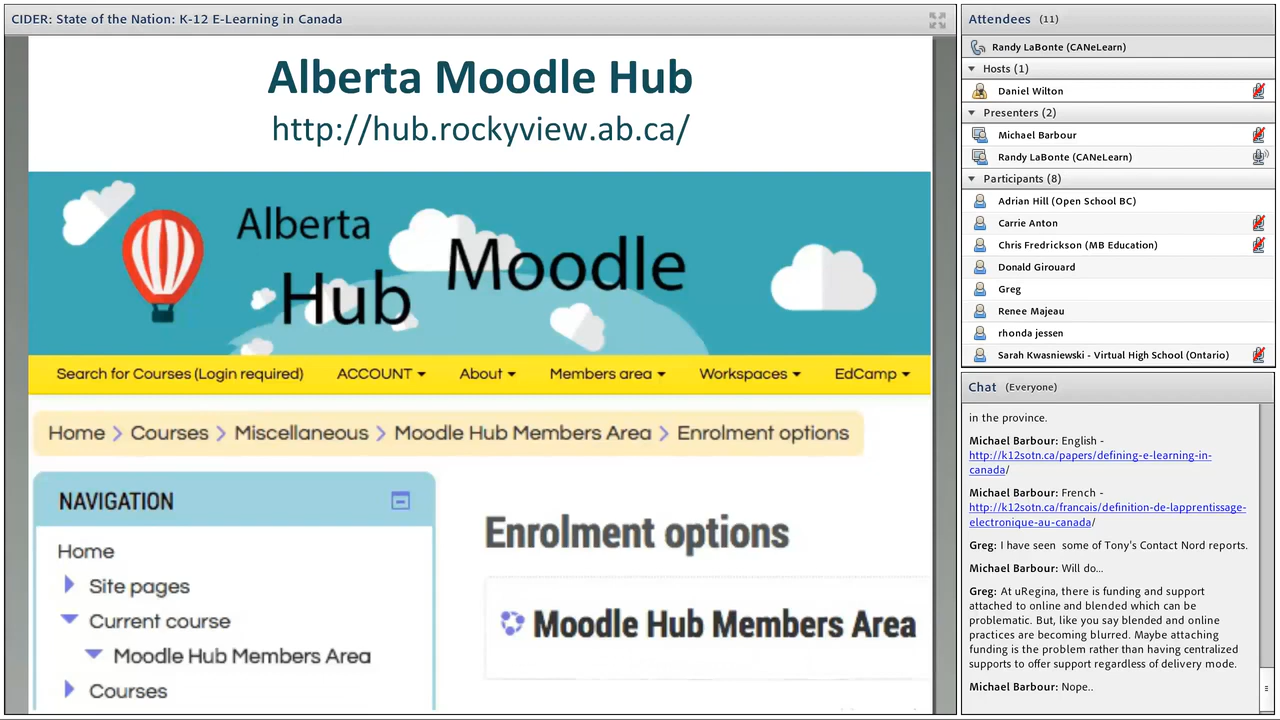 CIDER: State of the Nation: K-12 E-Learning in Canada
Alberta Moodle Hub
http://hub.rockyview.ab.ca/
Alberta
Hub
Moodle
Search for Courses (Login required)
ACCOUNT
About
Members area
Workspaces
EdCamp
Home > Courses > Miscellaneous > Moodle Hub Members Area > Enrolment options
NAVIGATION
Home
Site pages
Current course
Moodle Hub Members Area
Courses
Enrolment options
Moodle Hub Members Area
Attendees (11)
Randy LaBonte (CANeLearn)
Hosts (1)
Daniel Wilton
Presenters (2)
Michael Barbour
Randy LaBonte (CANeLearn)
Participants (8)
Adrian Hill (Open School BC)
Carrie Anton
Chris Fredrickson (MB Education)
Donald Girouard
Greg
Renee Majeau
rhonda jessen
Sarah Kwasniewski - Virtual High School (Ontario)
Chat (Everyone)
in the province.
Michael Barbour: English -
http://k12sotn.ca/papers/defining-e-learning-in-
canada/
Michael Barbour: French -
http://k12sotn.ca/francais/definition-de-lapprentissage-
electronique-au-canada/
Greg: I have seen some of Tony's Contact Nord reports.
Michael Barbour: Will do...
Greg: At uRegina, there is funding and support
attached to online and blended which can be
problematic. But, like you say blended and online
practices are becoming blurred. Maybe attaching
funding is the problem rather than having centralized
supports to offer support regardless of delivery mode.
Michael Barbour: Nope..